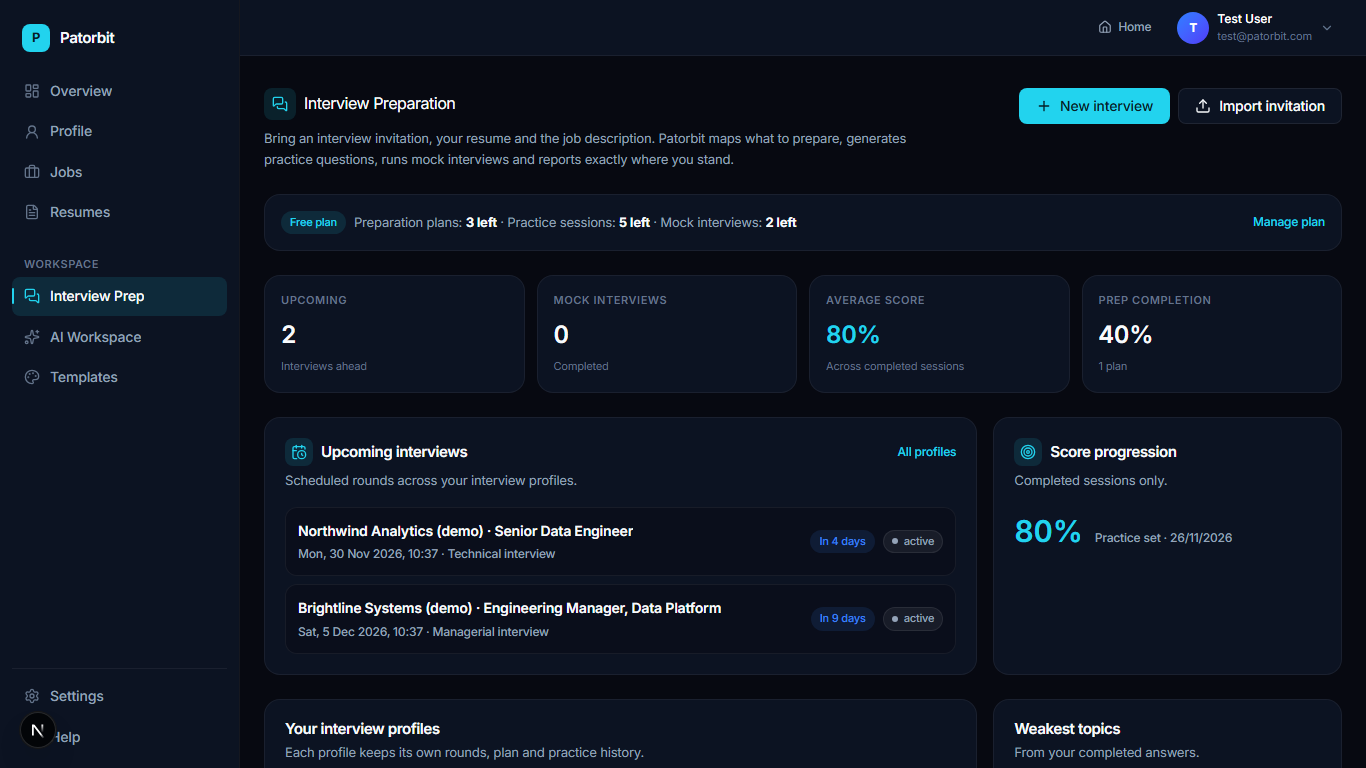 P Patorbit
Home
T
Test User
test@patorbit.com
Overview
Profile
Jobs
Resumes
WORKSPACE
Interview Prep
AI Workspace
Templates
Settings
N
Help
Interview Preparation
Bring an interview invitation, your resume and the job description. Patorbit maps what to prepare, generates
practice questions, runs mock interviews and reports exactly where you stand.
New interview
Import invitation
Free plan Preparation plans: 3 left · Practice sessions: 5 left · Mock interviews: 2 left
Manage plan
UPCOMING
2
Interviews ahead
MOCK INTERVIEWS
0
Completed
AVERAGE SCORE
80%
Across completed sessions
PREP COMPLETION
40%
1 plan
Upcoming interviews
All profiles
Scheduled rounds across your interview profiles.
Northwind Analytics (demo) · Senior Data Engineer
Mon, 30 Nov 2026, 10:37 · Technical interview
In 4 days
active
Brightline Systems (demo) · Engineering Manager, Data Platform
Sat, 5 Dec 2026, 10:37 · Managerial interview
In 9 days
active
Score progression
Completed sessions only.
80% Practice set · 26/11/2026
Your interview profiles
Each profile keeps its own rounds, plan and practice history.
Weakest topics
From your completed answers.